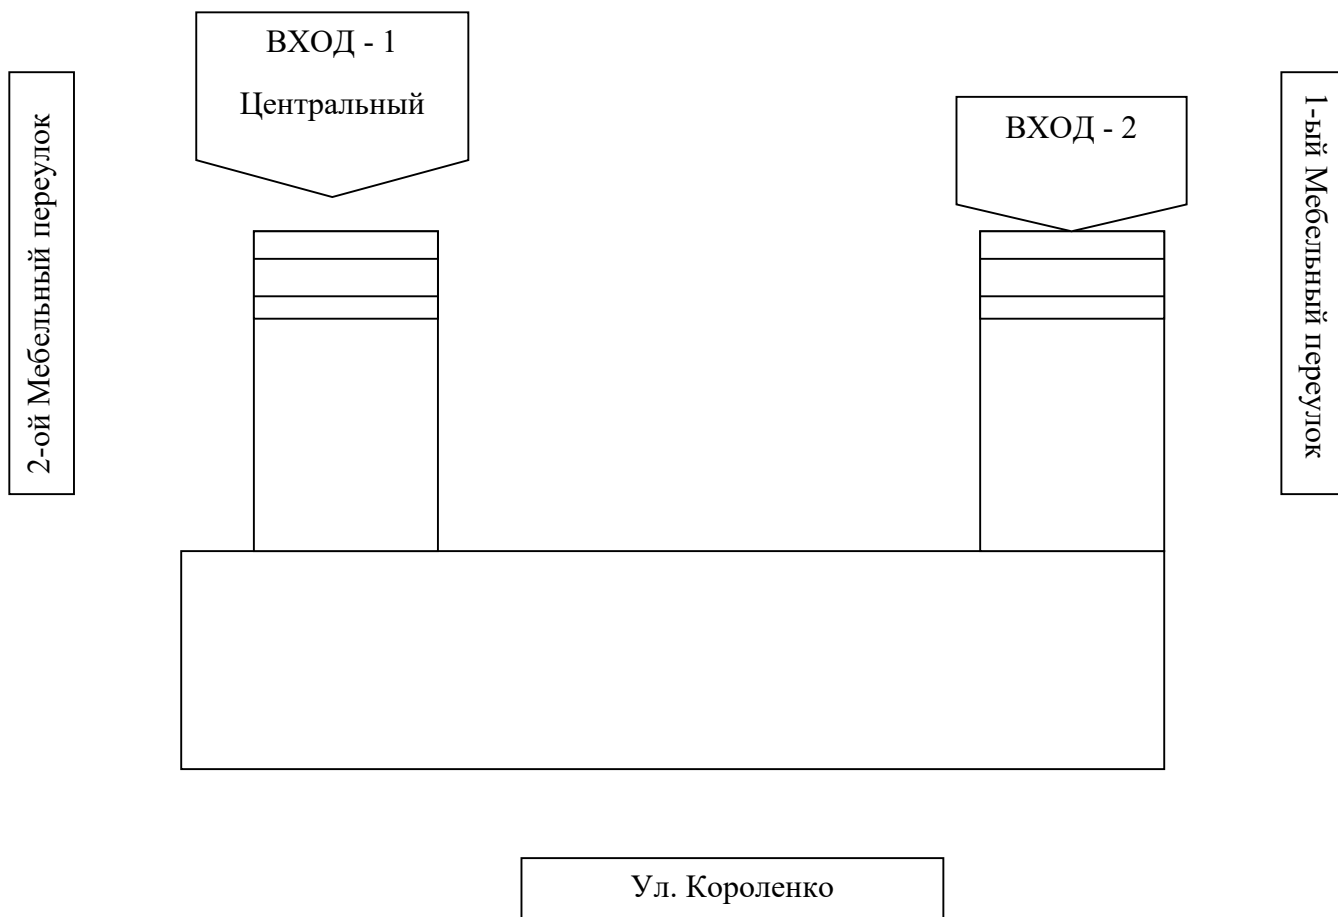 ВХОД - 1
Центральный
ВХОД - 2
2-ой Мебельный переулок
1-ый Мебельный переулок
Ул. Короленко